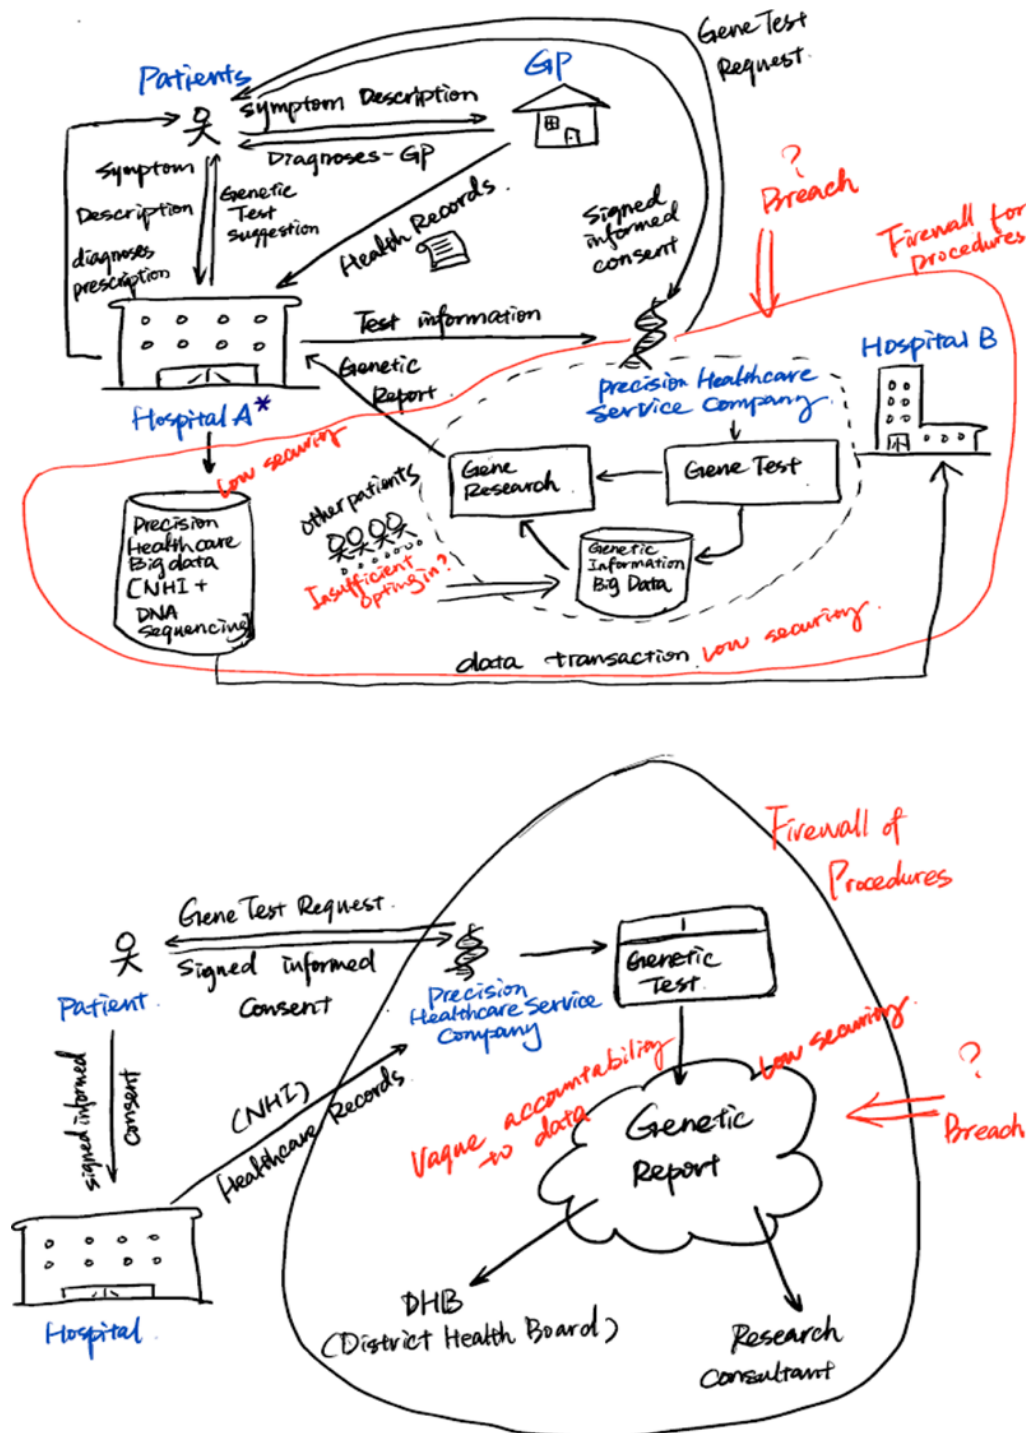 Gene Test
Request.
Patients
GP
Symptom Description
Diagnoses-GP
Symptom
Description
diagnoses
prescription
Genetic
Test
suggestion
Health Records.
Signed
informed
consent
?
Breach
Firewall for
procedures
Test information
Genetic
Report
Hospital A*
Hospital B
Precision Healthcare
Service Company
Low security
Gene
Research
Gene Test
other patients
Insufficient
opting in?
Genetic
Information
Big Data
Precision
Healthcare
Big data
(NHI +
DNA
sequencing)
data transaction.
Low security.
Firewall of
Procedures
Gene Test Request.
Signed informed
Consent
Patient.
Precision
Healthcare Service
Company
Genetic
Test.
signed informed
consent
(NHI)
Healthcare Records.
Vague accountability
to data
Low security.
?
Breach
Genetic
Report
Hospital.
DHB
(District Health Board)
Research
Consultant